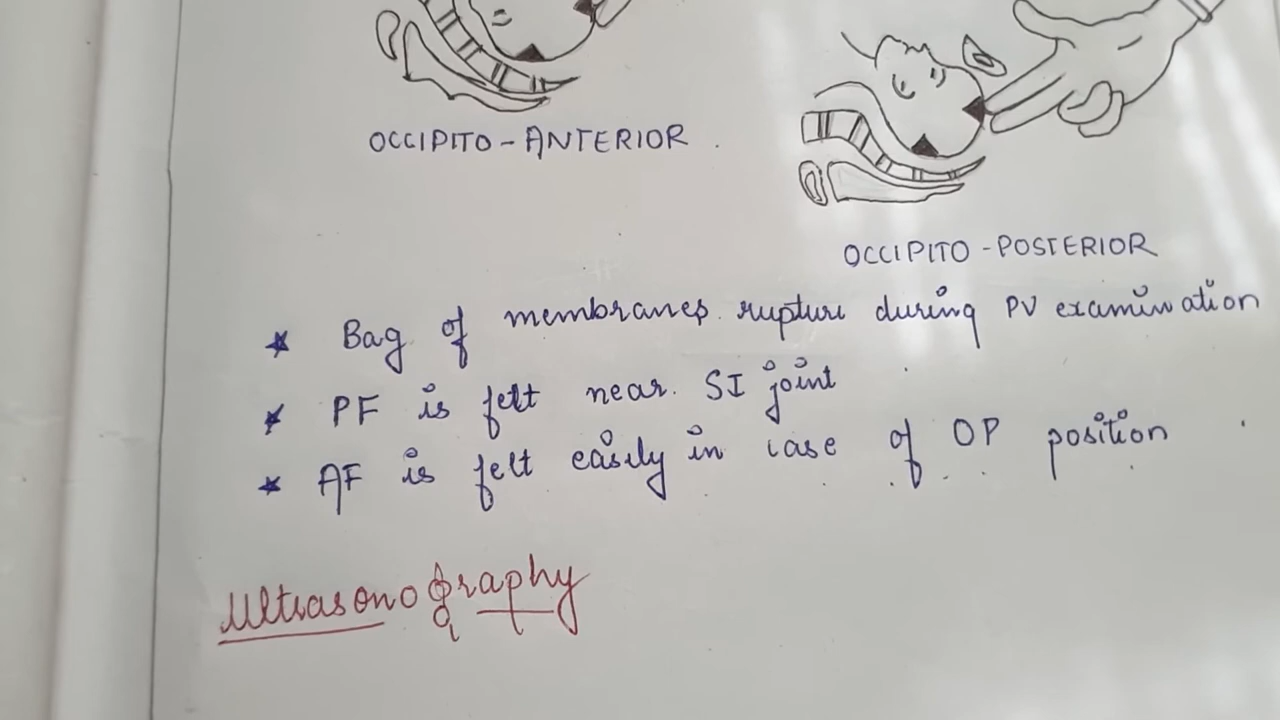 OCCIPITO - ANTERIOR
OCCIPITO - POSTERIOR
* Bag of membranes rupture during PV examination
* PF is felt near SI joint
* AF is felt easily in case of OP position
Ultrasonography